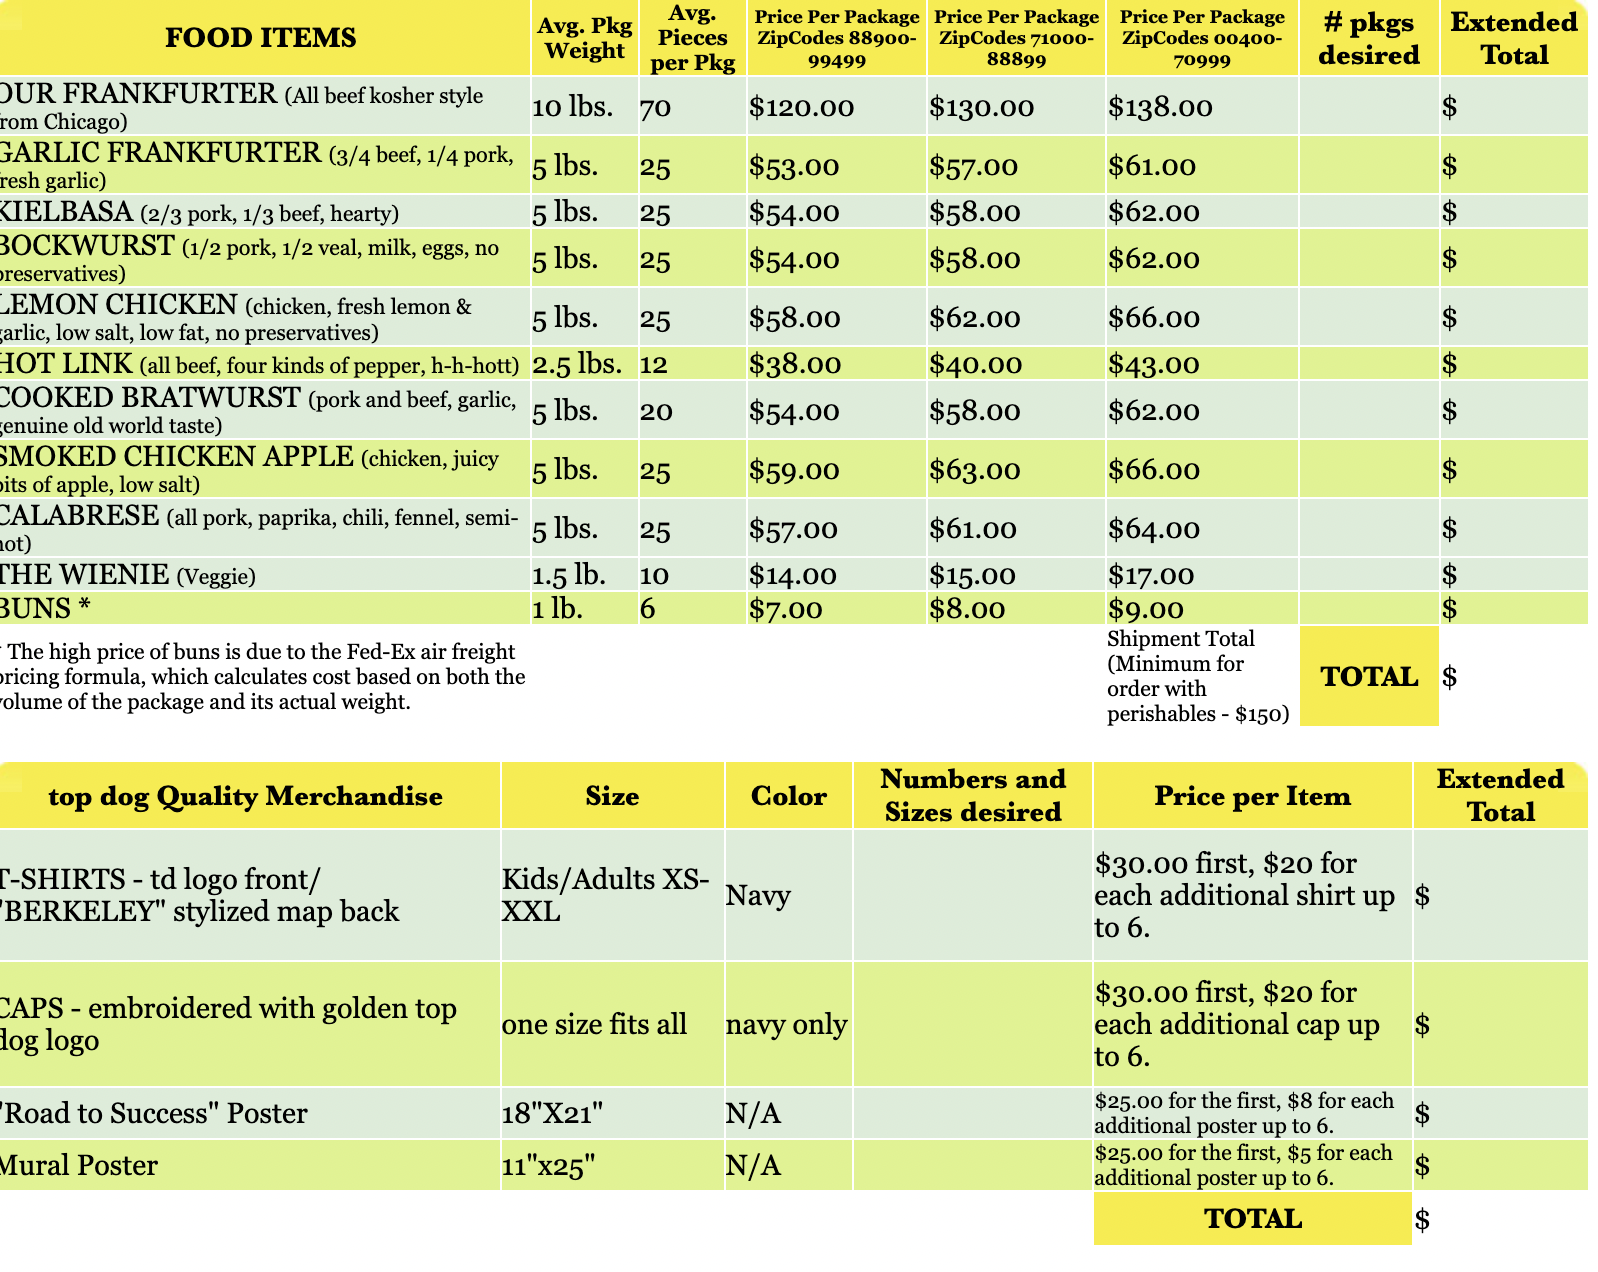 FOOD ITEMS
Avg. Pkg
Weight
Avg.
Pieces
per Pkg
Price Per Package
ZipCodes 88900-
99499
Price Per Package
ZipCodes 71000-
88899
Price Per Package
ZipCodes 00400-
70999
# pkgs
desired
Extended
Total
OUR FRANKFURTER (All beef kosher style
from Chicago)
10 lbs.
70
$120.00
$130.00
$138.00
$
GARLIC FRANKFURTER (3/4 beef, 1/4 pork,
fresh garlic)
5 lbs.
25
$53.00
$57.00
$61.00
$
KIELBASA (2/3 pork, 1/3 beef, hearty)
5 lbs.
25
$54.00
$58.00
$62.00
$
BOCKWURST (1/2 pork, 1/2 veal, milk, eggs, no
preservatives)
5 lbs.
25
$54.00
$58.00
$62.00
$
LEMON CHICKEN (chicken, fresh lemon &
garlic, low salt, low fat, no preservatives)
5 lbs.
25
$58.00
$62.00
$66.00
$
HOT LINK (all beef, four kinds of pepper, h-h-hott)
2.5 lbs.
12
$38.00
$40.00
$43.00
$
COOKED BRATWURST (pork and beef, garlic,
genuine old world taste)
5 lbs.
20
$54.00
$58.00
$62.00
$
SMOKED CHICKEN APPLE (chicken, juicy
bits of apple, low salt)
5 lbs.
25
$59.00
$63.00
$66.00
$
CALABRESE (all pork, paprika, chili, fennel, semi-
hot)
5 lbs.
25
$57.00
$61.00
$64.00
$
THE WIENIE (Veggie)
1.5 lb.
10
$14.00
$15.00
$17.00
$
BUNS *
1 lb.
6
$7.00
$8.00
$9.00
$
* The high price of buns is due to the Fed-Ex air freight
pricing formula, which calculates cost based on both the
volume of the package and its actual weight.
Shipment Total
(Minimum for
order with
perishables - $150)
TOTAL
$
top dog Quality Merchandise
Size
Color
Numbers and
Sizes desired
Price per Item
Extended
Total
T-SHIRTS - td logo front/
"BERKELEY" stylized map back
Kids/Adults XS-
XXL
Navy
$30.00 first, $20 for
each additional shirt up
to 6.
$
CAPS - embroidered with golden top
dog logo
one size fits all
navy only
$30.00 first, $20 for
each additional cap up
to 6.
$
"Road to Success" Poster
18"X21"
N/A
$25.00 for the first, $8 for each
additional poster up to 6.
$
Mural Poster
11"x25"
N/A
$25.00 for the first, $5 for each
additional poster up to 6.
$
TOTAL
$